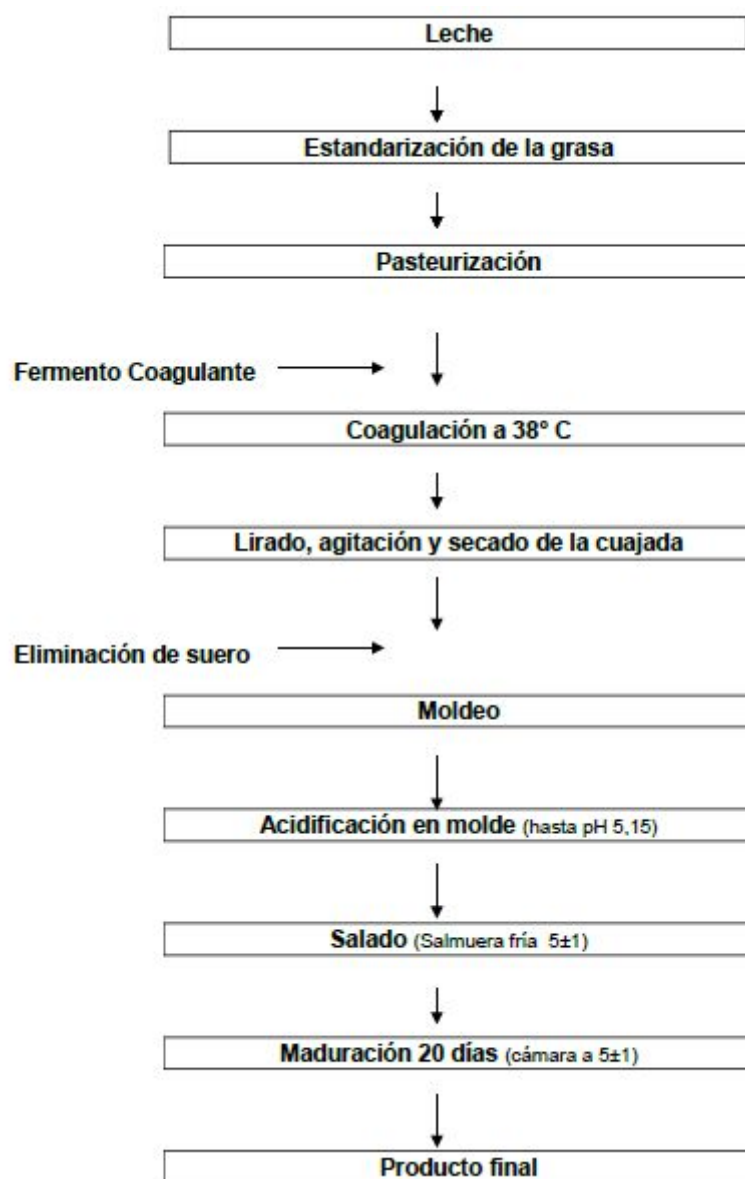 Leche
Estandarización de la grasa
Pasteurización
Fermento Coagulante
Coagulación a 38° C
Lirado, agitación y secado de la cuajada
Eliminación de suero
Moldeo
Acidificación en molde (hasta pH 5,15)
Salado (Salmuera fría 5±1)
Maduración 20 días (cámara a 5±1)
Producto final